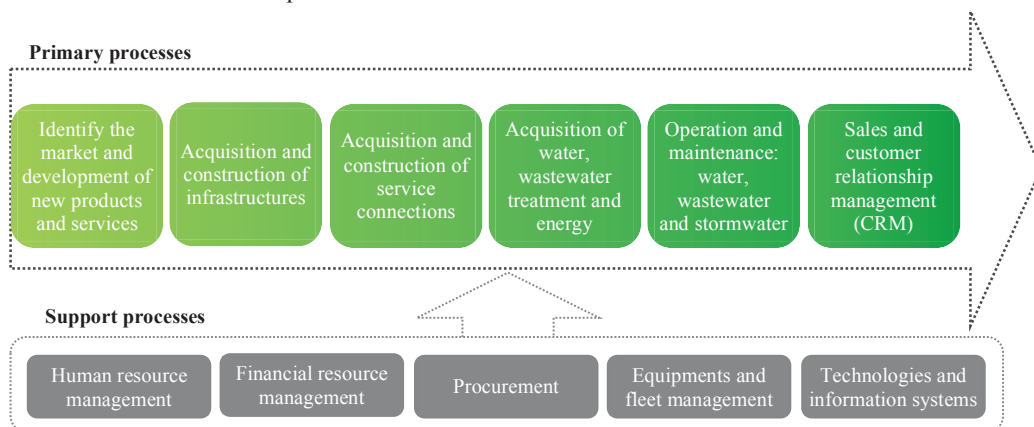 Primary processes
Identify the
market and
development of
new products
and services
Acquisition and
construction of
infrastructures
Acquisition and
construction of
service
connections
Acquisition of
water,
wastewater
treatment and
energy
Operation and
maintenance:
water,
wastewater
and stormwater
Sales and
customer
relationship
management
(CRM)
Support processes
Human resource
management
Financial resource
management
Procurement
Equipments and
fleet management
Technologies and
information systems